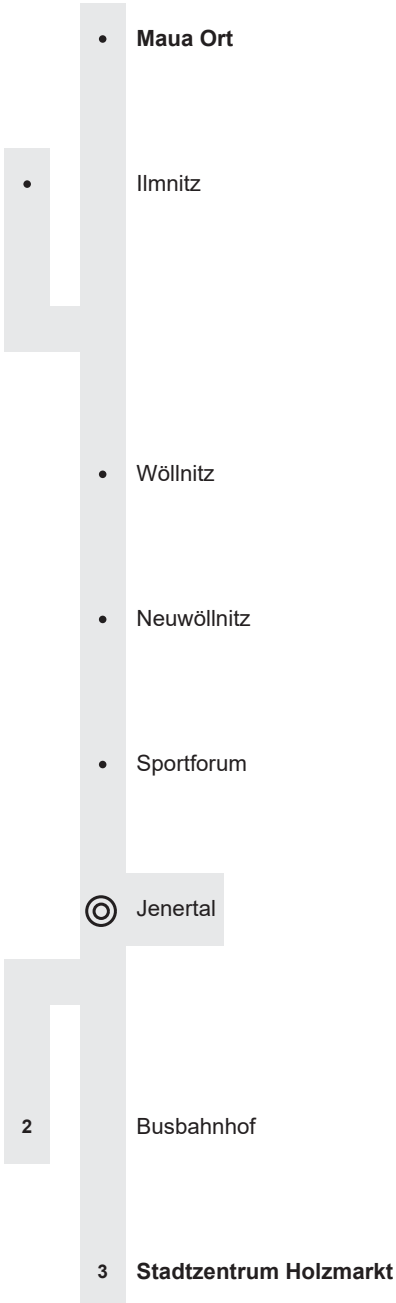 Maua Ort
Ilmnitz
Wöllnitz
Neuwöllnitz
Sportforum
Jenertal
2 Busbahnhof
3 Stadtzentrum Holzmarkt